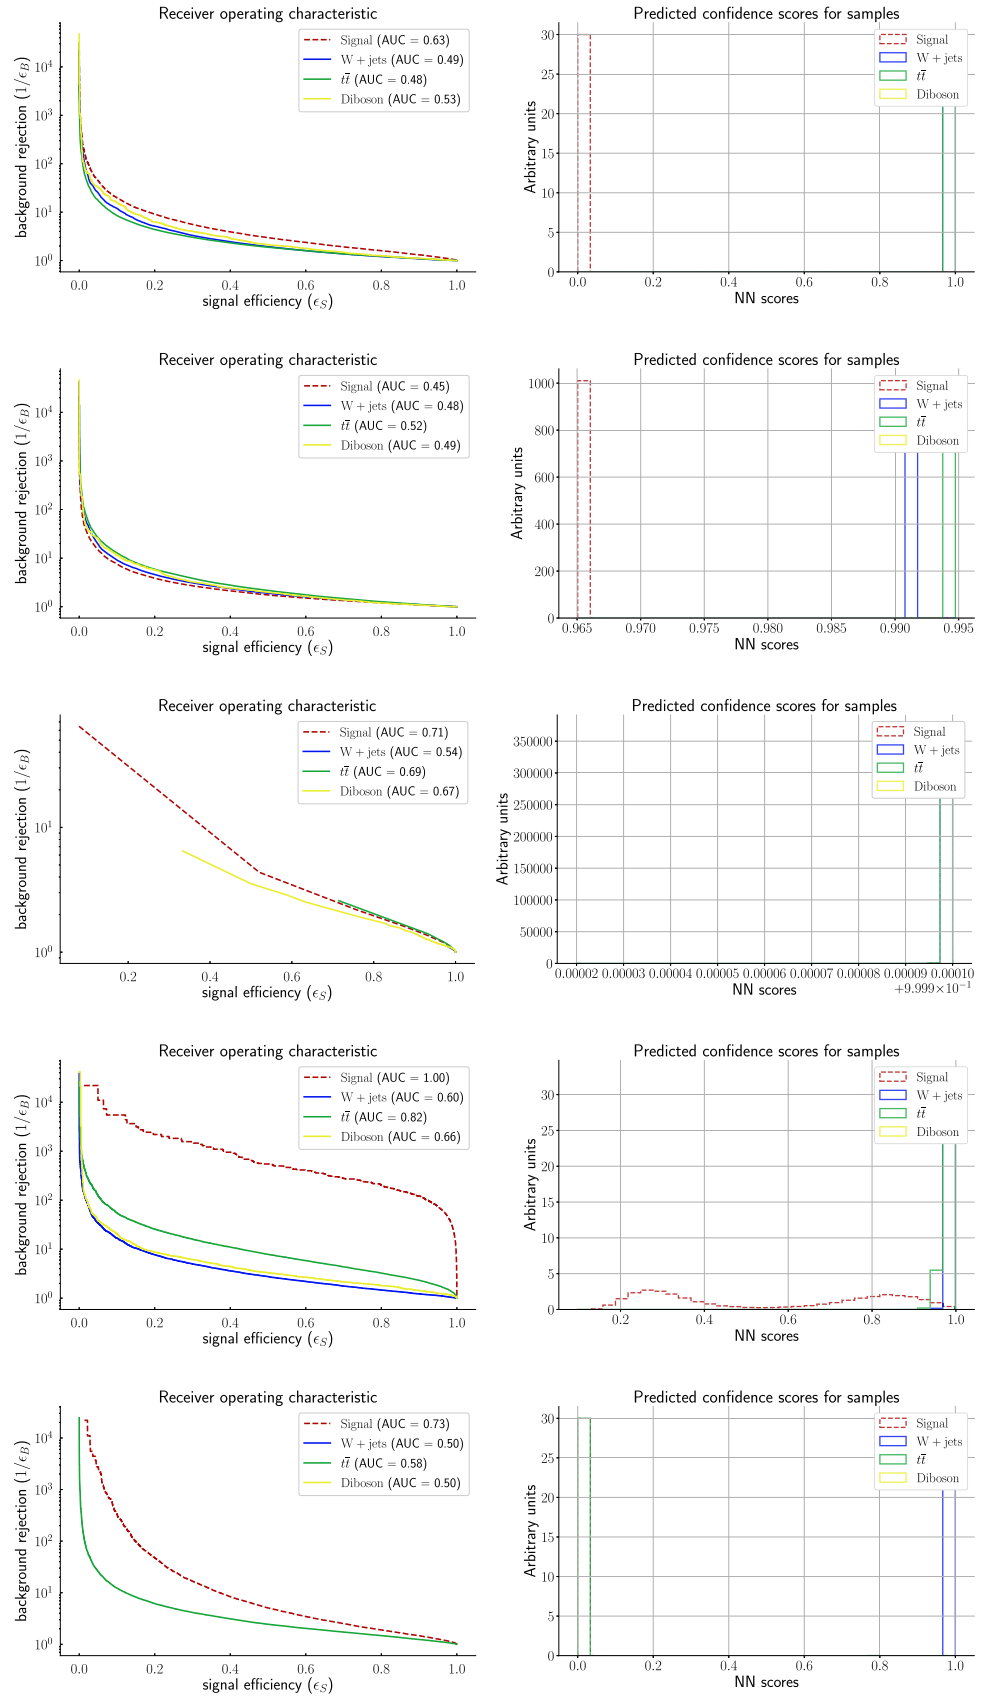 Receiver operating characteristic
background rejection (1/ϵ_B)
10⁴
10³
10²
10¹
10⁰
0.0 0.2 0.4 0.6 0.8 1.0
signal efficiency (ϵ_S)
Signal (AUC = 0.63)
W + jets (AUC = 0.49)
tt̅ (AUC = 0.48)
Diboson (AUC = 0.53)
Predicted confidence scores for samples
Arbitrary units
30
25
20
15
10
5
0
0.0 0.2 0.4 0.6 0.8 1.0
NN scores
Signal
W + jets
tt̅
Diboson
Receiver operating characteristic
background rejection (1/ϵ_B)
10⁴
10³
10²
10¹
10⁰
0.0 0.2 0.4 0.6 0.8 1.0
signal efficiency (ϵ_S)
Signal (AUC = 0.45)
W + jets (AUC = 0.48)
tt̅ (AUC = 0.52)
Diboson (AUC = 0.49)
Predicted confidence scores for samples
Arbitrary units
1000
800
600
400
200
0
0.965 0.970 0.975 0.980 0.985 0.990 0.995
NN scores
Signal
W + jets
tt̅
Diboson
Receiver operating characteristic
background rejection (1/ϵ_B)
10¹
10⁰
0.2 0.4 0.6 0.8 1.0
signal efficiency (ϵ_S)
Signal (AUC = 0.71)
W + jets (AUC = 0.54)
tt̅ (AUC = 0.69)
Diboson (AUC = 0.67)
Predicted confidence scores for samples
Arbitrary units
350000
300000
250000
200000
150000
100000
50000
0
0.00002 0.00003 0.00004 0.00005 0.00006 0.00007 0.00008 0.00009 0.00010
+9.999×10⁻¹
NN scores
Signal
W + jets
tt̅
Diboson
Receiver operating characteristic
background rejection (1/ϵ_B)
10⁴
10³
10²
10¹
10⁰
0.0 0.2 0.4 0.6 0.8 1.0
signal efficiency (ϵ_S)
Signal (AUC = 1.00)
W + jets (AUC = 0.60)
tt̅ (AUC = 0.82)
Diboson (AUC = 0.66)
Predicted confidence scores for samples
Arbitrary units
30
25
20
15
10
5
0
0.2 0.4 0.6 0.8 1.0
NN scores
Signal
W + jets
tt̅
Diboson
Receiver operating characteristic
background rejection (1/ϵ_B)
10⁴
10³
10²
10¹
10⁰
0.0 0.2 0.4 0.6 0.8 1.0
signal efficiency (ϵ_S)
Signal (AUC = 0.73)
W + jets (AUC = 0.50)
tt̅ (AUC = 0.58)
Diboson (AUC = 0.50)
Predicted confidence scores for samples
Arbitrary units
30
25
20
15
10
5
0
0.0 0.2 0.4 0.6 0.8 1.0
NN scores
Signal
W + jets
tt̅
Diboson